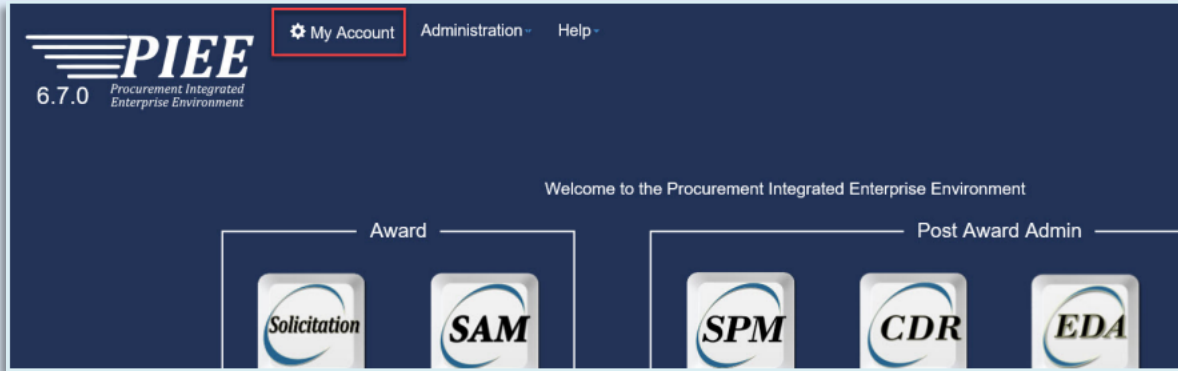 My Account Administration Help
PIEE
6.7.0 Procurement Integrated
Enterprise Environment
Welcome to the Procurement Integrated Enterprise Environment
Award Post Award Admin
Solicitation SAM SPM CDR EDA